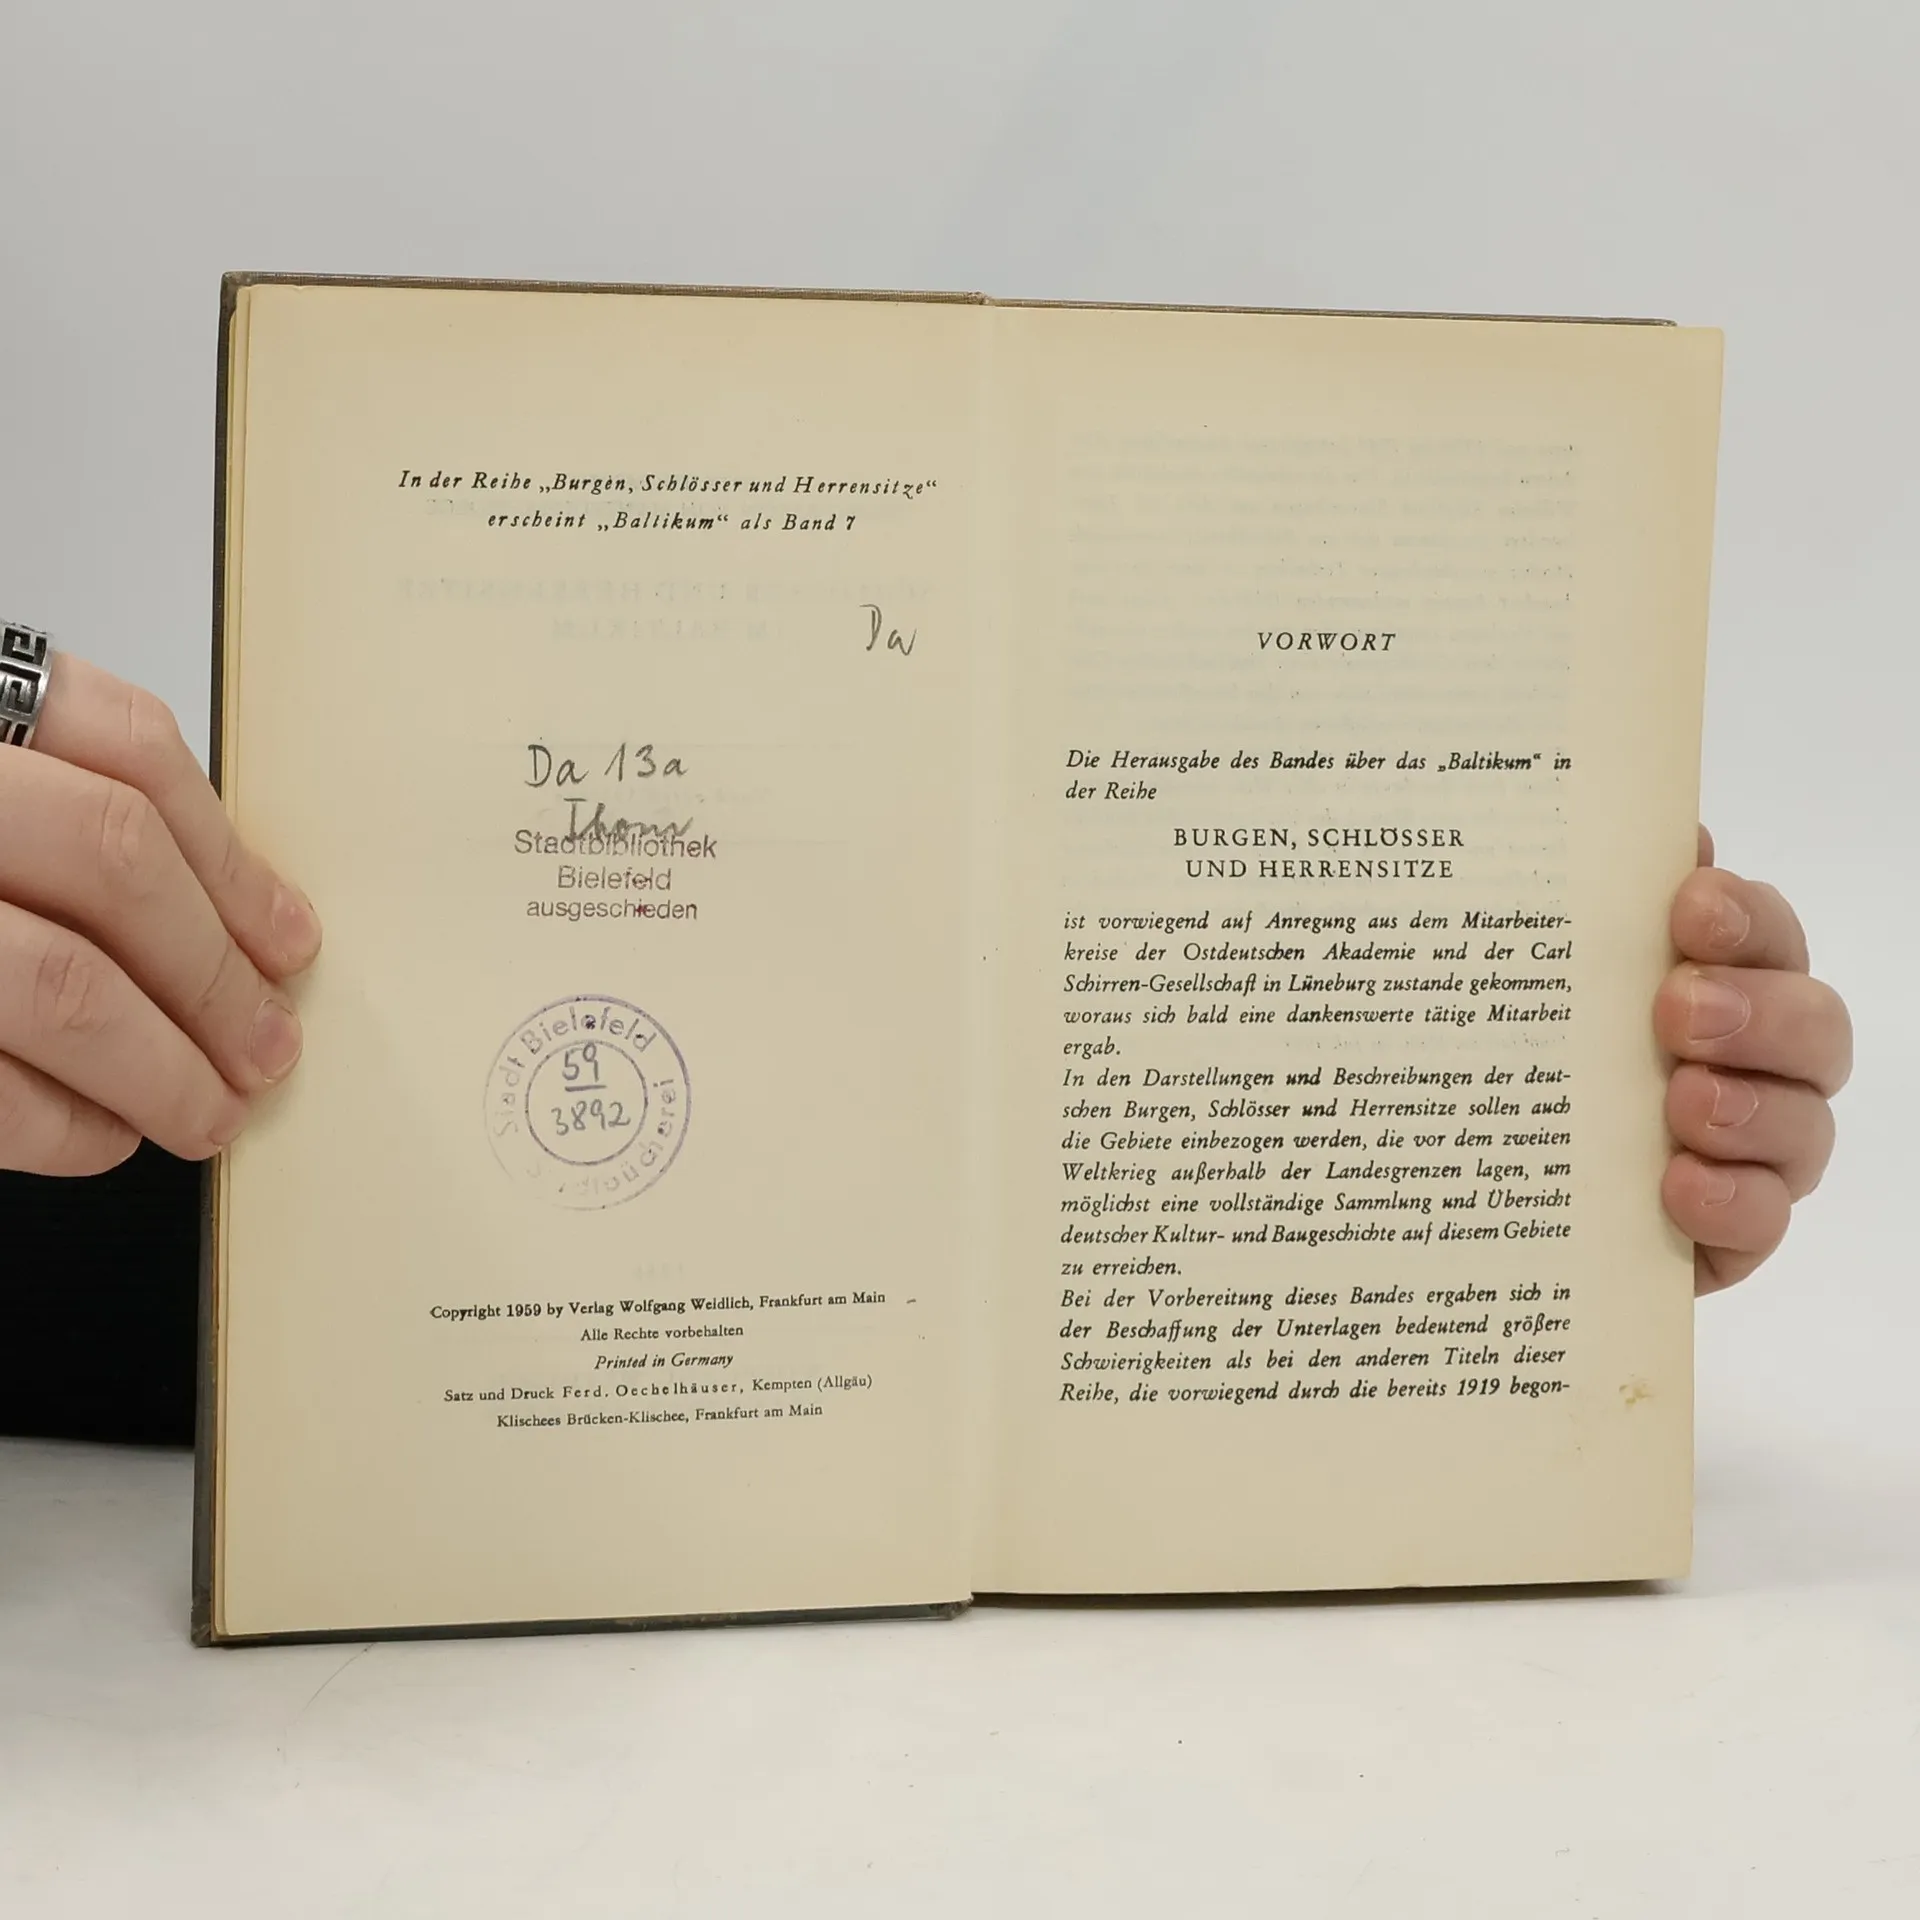 In der Reihe „Burgen, Schlösser und Herrensitze“
erscheint „Baltikum“ als Band 7
Da
Da 13a
Thom
Stadtbibliothek
Bielefeld
ausgeschieden
Stadt Bielefeld
59
3892
Copyright 1959 by Verlag Wolfgang Weidlich, Frankfurt am Main
Alle Rechte vorbehalten
Printed in Germany
Satz und Druck Ferd. Oechelhäuser, Kempten (Allgäu)
Klischees Brücken-Klischee, Frankfurt am Main
VORWORT
Die Herausgabe des Bandes über das „Baltikum“ in
der Reihe
BURGEN, SCHLÖSSER
UND HERRENSITZE
ist vorwiegend auf Anregung aus dem Mitarbeiter-
kreise der Ostdeutschen Akademie und der Carl
Schirren-Gesellschaft in Lüneburg zustande gekommen,
woraus sich bald eine dankenswerte tätige Mitarbeit
ergab.
In den Darstellungen und Beschreibungen der deut-
schen Burgen, Schlösser und Herrensitze sollen auch
die Gebiete einbezogen werden, die vor dem zweiten
Weltkrieg außerhalb der Landesgrenzen lagen, um
möglichst eine vollständige Sammlung und Übersicht
deutscher Kultur- und Baugeschichte auf diesem Gebiete
zu erreichen.
Bei der Vorbereitung dieses Bandes ergaben sich in
der Beschaffung der Unterlagen bedeutend größere
Schwierigkeiten als bei den anderen Titeln dieser
Reihe, die vorwiegend durch die bereits 1919 begon-